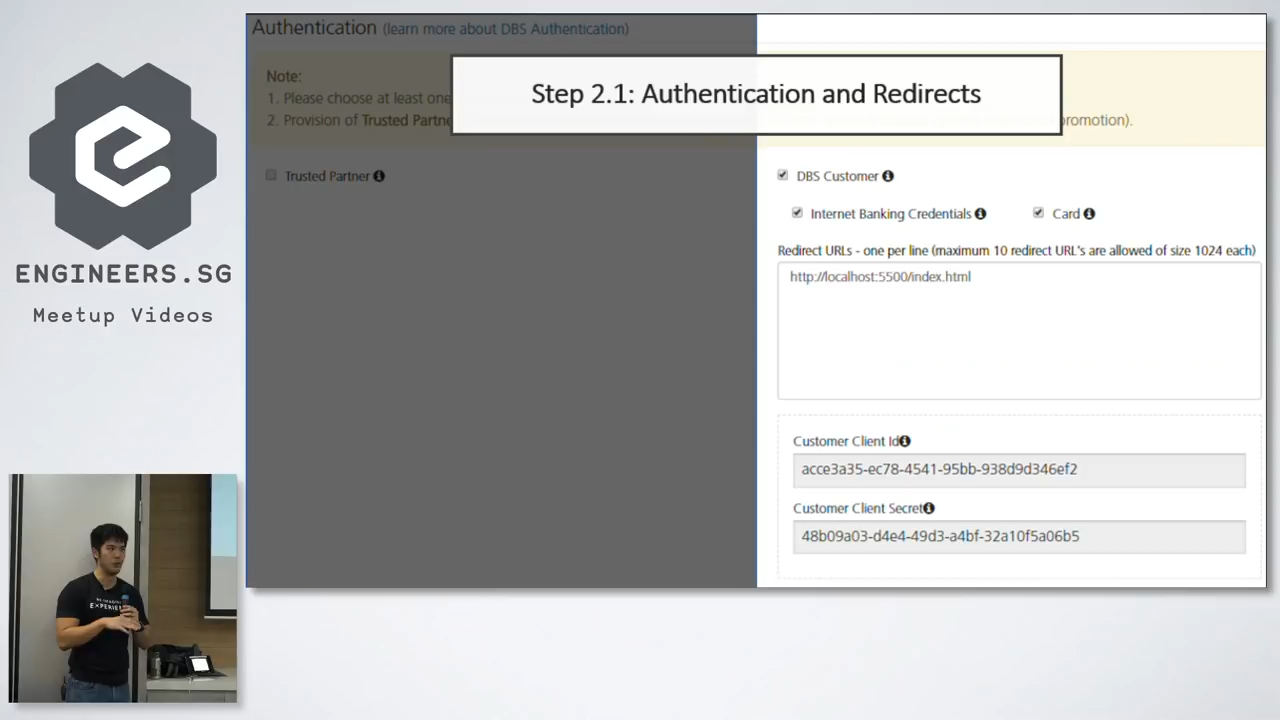 ENGINEERS.SG
Meetup Videos
Authentication (learn more about DBS Authentication)
Step 2.1: Authentication and Redirects
Note:
1. Please choose at least one
2. Provision of Trusted Partne
promotion).
Trusted Partner
DBS Customer
Internet Banking Credentials
Card
Redirect URLs - one per line (maximum 10 redirect URL's are allowed of size 1024 each)
http://localhost:5500/index.html
Customer Client Id
acce3a35-ec78-4541-95bb-938d9d346ef2
Customer Client Secret
48b09a03-d4e4-49d3-a4bf-32a10f5a06b5